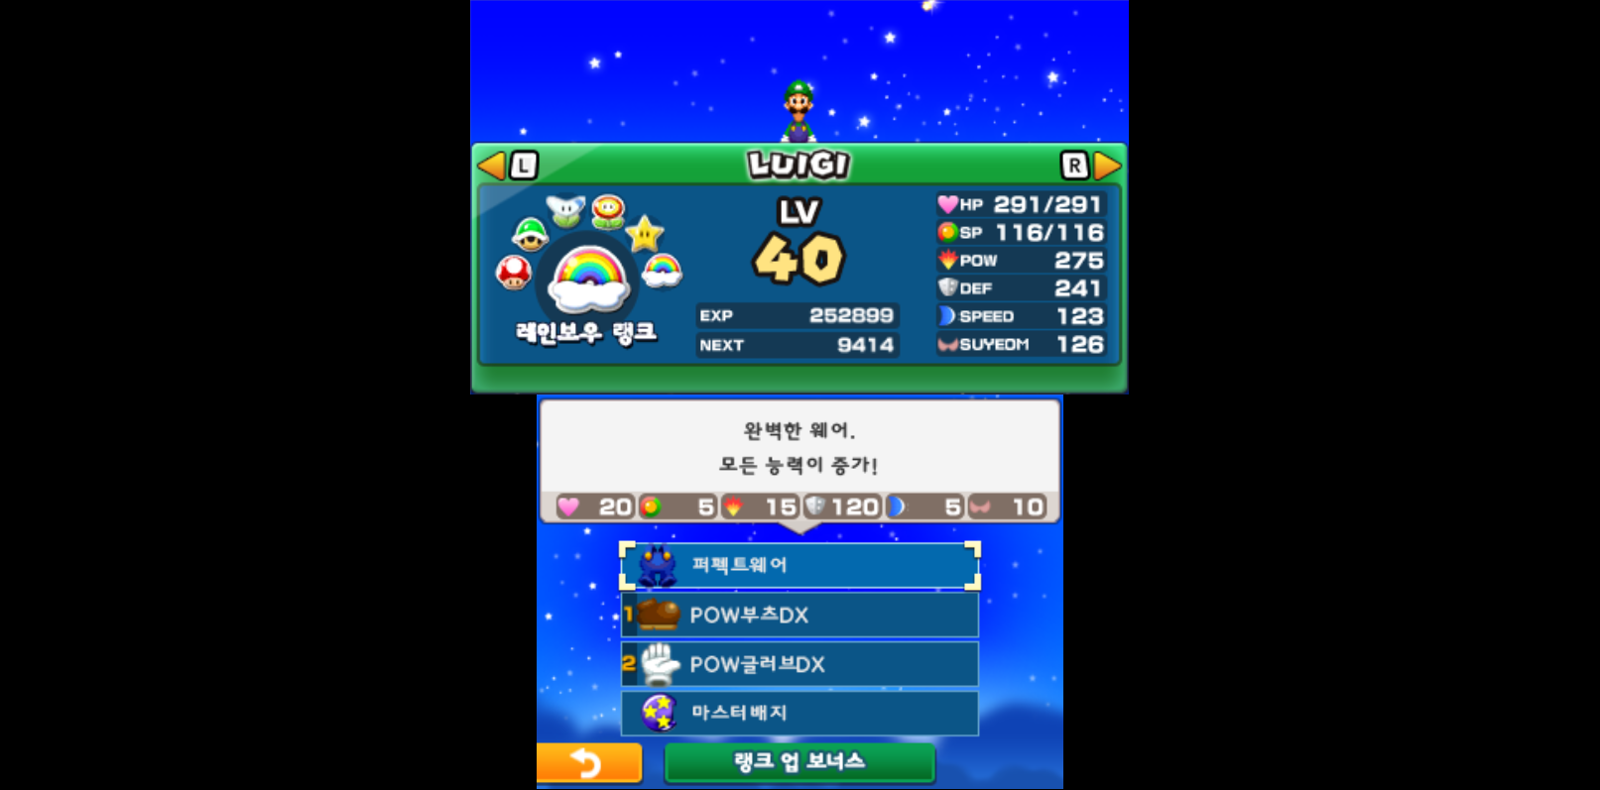 L
LUIGI
R
레인보우 랭크
LV
40
EXP 252899
NEXT 9414
HP 291/291
SP 116/116
POW 275
DEF 241
SPEED 123
SUYEOM 126
완벽한 웨어.
모든 능력이 증가!
20 5 15 120 5 10
퍼펙트웨어
1 POW부츠DX
2 POW글러브DX
마스터배지
랭크 업 보너스